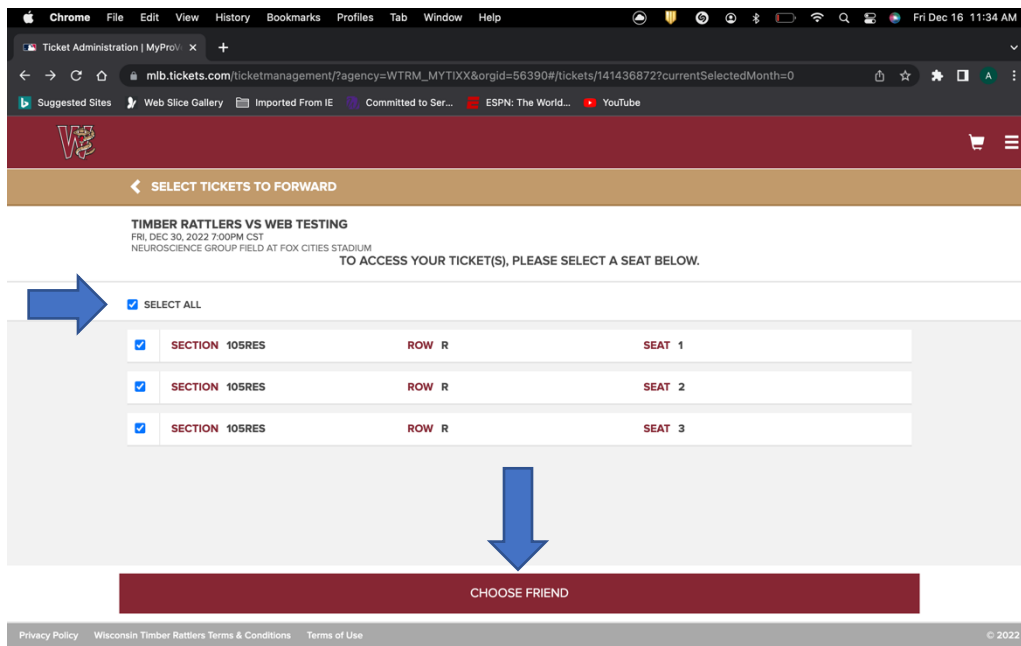 Chrome File Edit View History Bookmarks Profiles Tab Window Help Fri Dec 16 11:34 AM
Ticket Administration | MyProV
mlb.tickets.com/ticketmanagement/?agency=WTRM_MYTIXX&orgid=56390#/tickets/141436872?currentSelectedMonth=0 A
Suggested Sites Web Slice Gallery Imported From IE Committed to Ser... ESPN: The World... YouTube
W
SELECT TICKETS TO FORWARD
TIMBER RATTLERS VS WEB TESTING
FRI, DEC 30, 2022 7:00PM CST
NEUROSCIENCE GROUP FIELD AT FOX CITIES STADIUM
TO ACCESS YOUR TICKET(S), PLEASE SELECT A SEAT BELOW.
SELECT ALL
SECTION 105RES ROW R SEAT 1
SECTION 105RES ROW R SEAT 2
SECTION 105RES ROW R SEAT 3
CHOOSE FRIEND
Privacy Policy Wisconsin Timber Rattlers Terms & Conditions Terms of Use © 2022